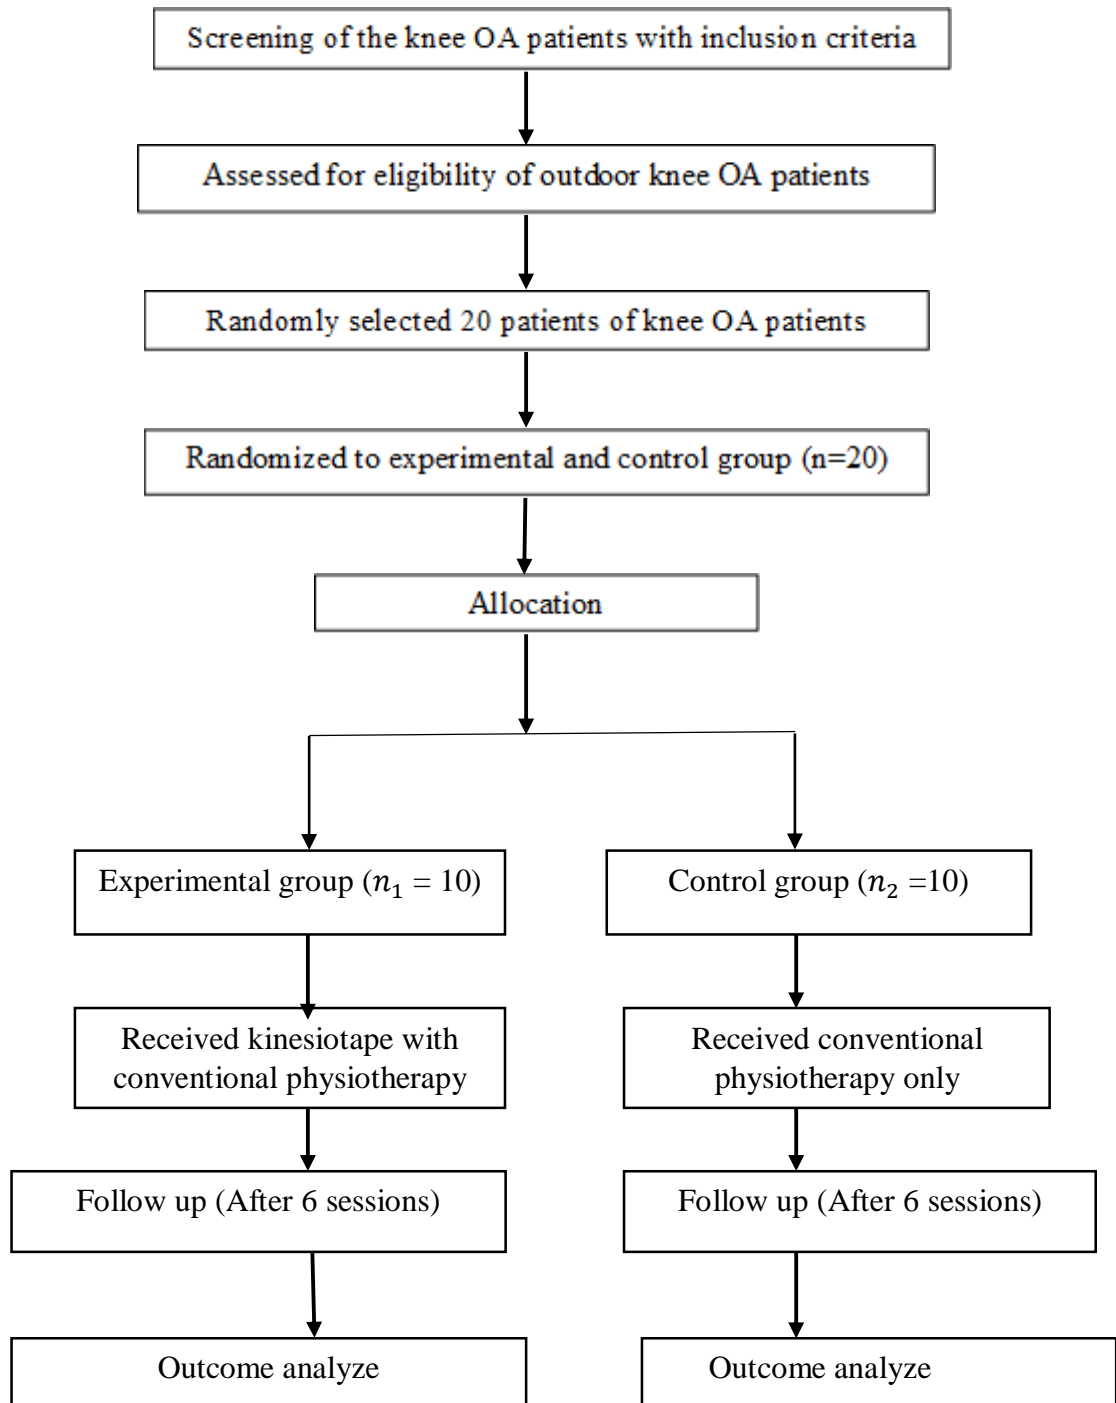 Screening of the knee OA patients with inclusion criteria
Assessed for eligibility of outdoor knee OA patients
Randomly selected 20 patients of knee OA patients
Randomized to experimental and control group (n=20)
Allocation
Experimental group (𝑛₁ = 10)
Control group (𝑛₂ =10)
Received kinesiotape with
conventional physiotherapy
Received conventional
physiotherapy only
Follow up (After 6 sessions)
Follow up (After 6 sessions)
Outcome analyze
Outcome analyze